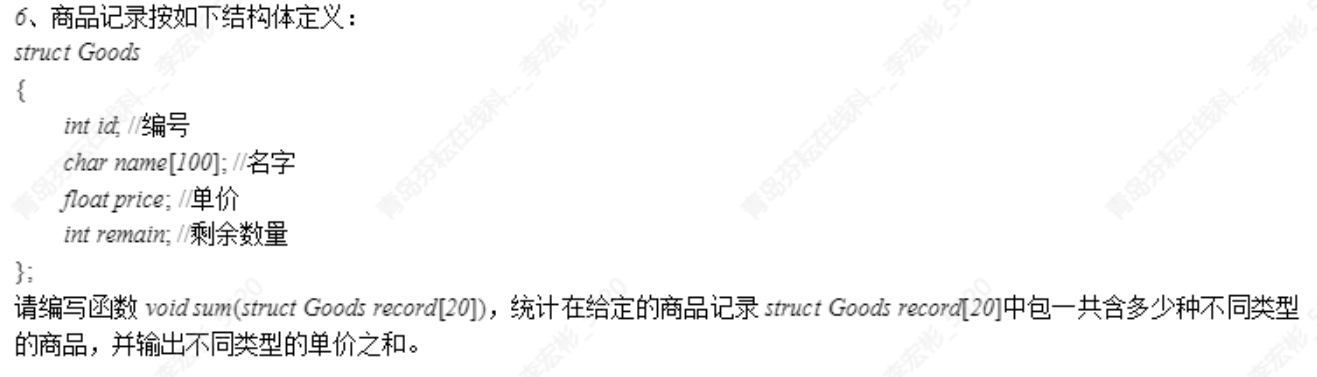 6、商品记录按如下结构体定义：
struct Goods
{
int id; //编号
char name[100]; //名字
float price; //单价
int remain; //剩余数量
};
请编写函数 void sum(struct Goods record[20])，统计在给定的商品记录 struct Goods record[20]中包一共含多少种不同类型
的商品，并输出不同类型的单价之和。